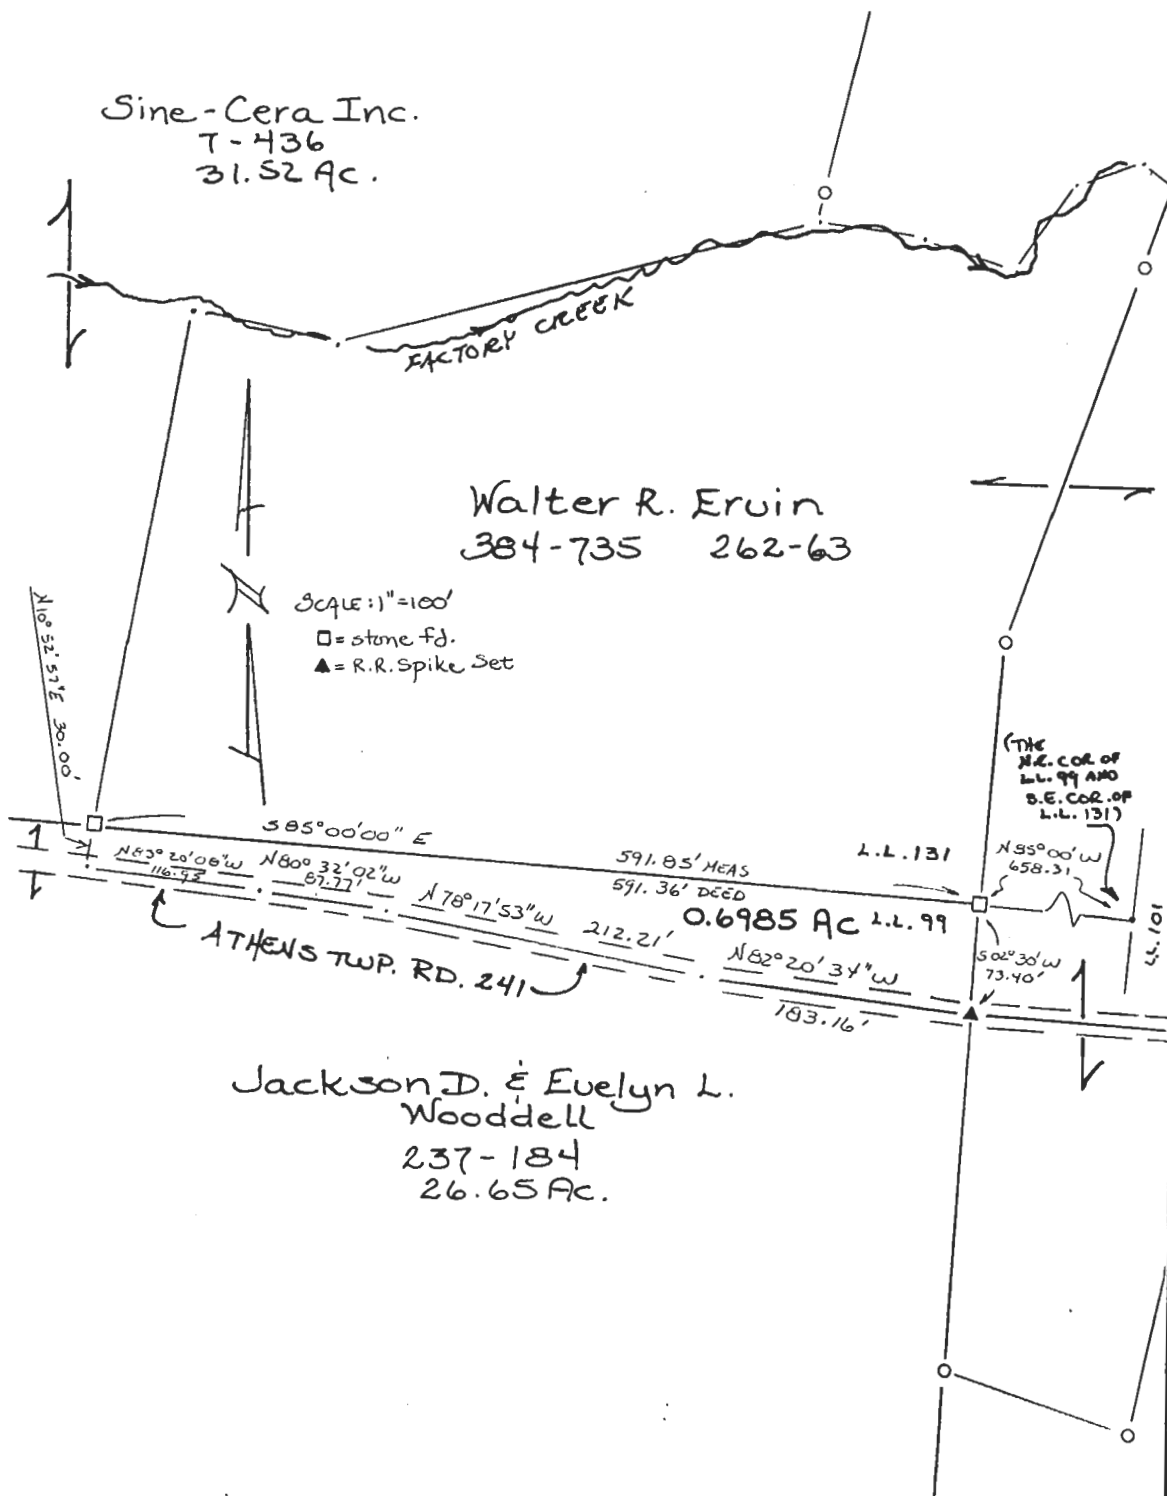 Sine-Cera Inc.
T-436
31.52 Ac.
FACTORY CREEK
Walter R. Ervin
384-735 262-63
SCALE: 1"=100'
□= stone fd.
▲= R.R. Spike Set
N10° 52' 57"E 30.00'
(THE
N.E. COR OF
L.L. 99 AND
S.E. COR. OF
L.L. 131)
S85°00'00" E
591.85' MEAS
591.36' DEED
L.L. 131
N85°00'W
658.31
N83°20'08"W
116.93
N80° 32'02"W
87.77'
N78°17'53"W 212.21'
0.6985 Ac L.L. 99
L.L. 101
N82°20'34"W
183.16'
S02°30'W
73.40'
ATHENS TWP. RD. 241
Jackson D. & Evelyn L.
Wooddell
237-184
26.65 Ac.